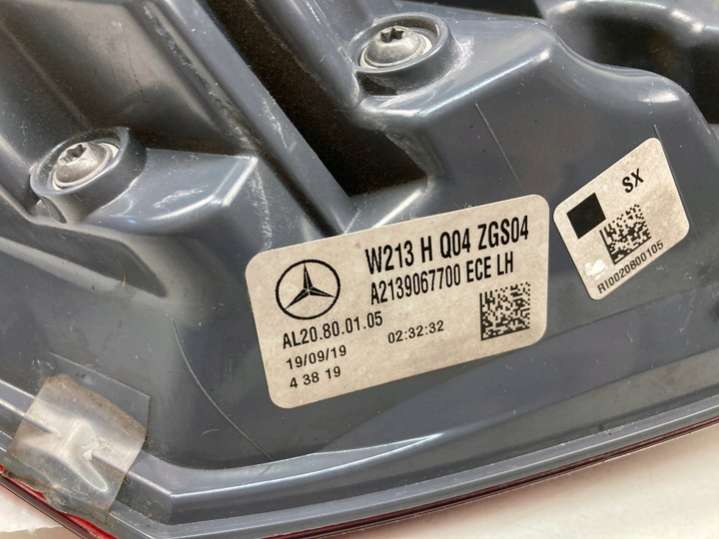 W213 H Q04 ZGS04
A2139067700 ECE LH
AL20.80.01.05
19/09/19 02:32:32
4 38 19
SX
RI0020800105